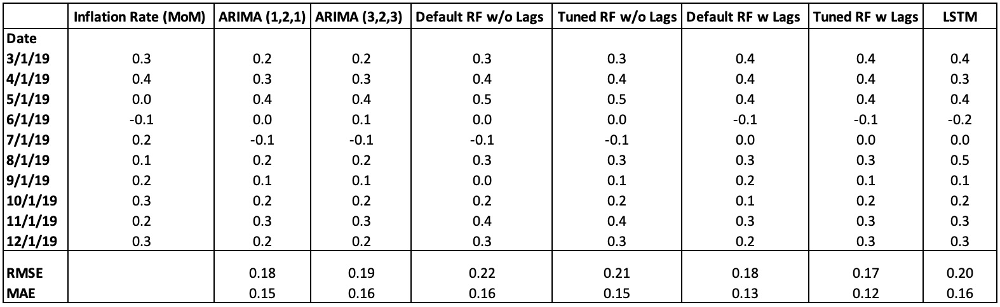 Inflation Rate (MoM) ARIMA (1,2,1) ARIMA (3,2,3) Default RF w/o Lags Tuned RF w/o Lags Default RF w Lags Tuned RF w Lags LSTM
Date
3/1/19 0.3 0.2 0.2 0.3 0.3 0.4 0.4 0.4
4/1/19 0.4 0.3 0.3 0.4 0.4 0.4 0.4 0.3
5/1/19 0.0 0.4 0.4 0.5 0.5 0.4 0.4 0.4
6/1/19 -0.1 0.0 0.1 0.0 0.0 -0.1 -0.1 -0.2
7/1/19 0.2 -0.1 -0.1 -0.1 -0.1 0.0 0.0 0.0
8/1/19 0.1 0.2 0.2 0.3 0.3 0.3 0.3 0.5
9/1/19 0.2 0.1 0.1 0.0 0.1 0.2 0.1 0.1
10/1/19 0.3 0.2 0.2 0.2 0.2 0.1 0.2 0.2
11/1/19 0.2 0.3 0.3 0.4 0.4 0.3 0.3 0.3
12/1/19 0.3 0.2 0.2 0.3 0.3 0.2 0.3 0.3
RMSE 0.18 0.19 0.22 0.21 0.18 0.17 0.20
MAE 0.15 0.16 0.16 0.15 0.13 0.12 0.16